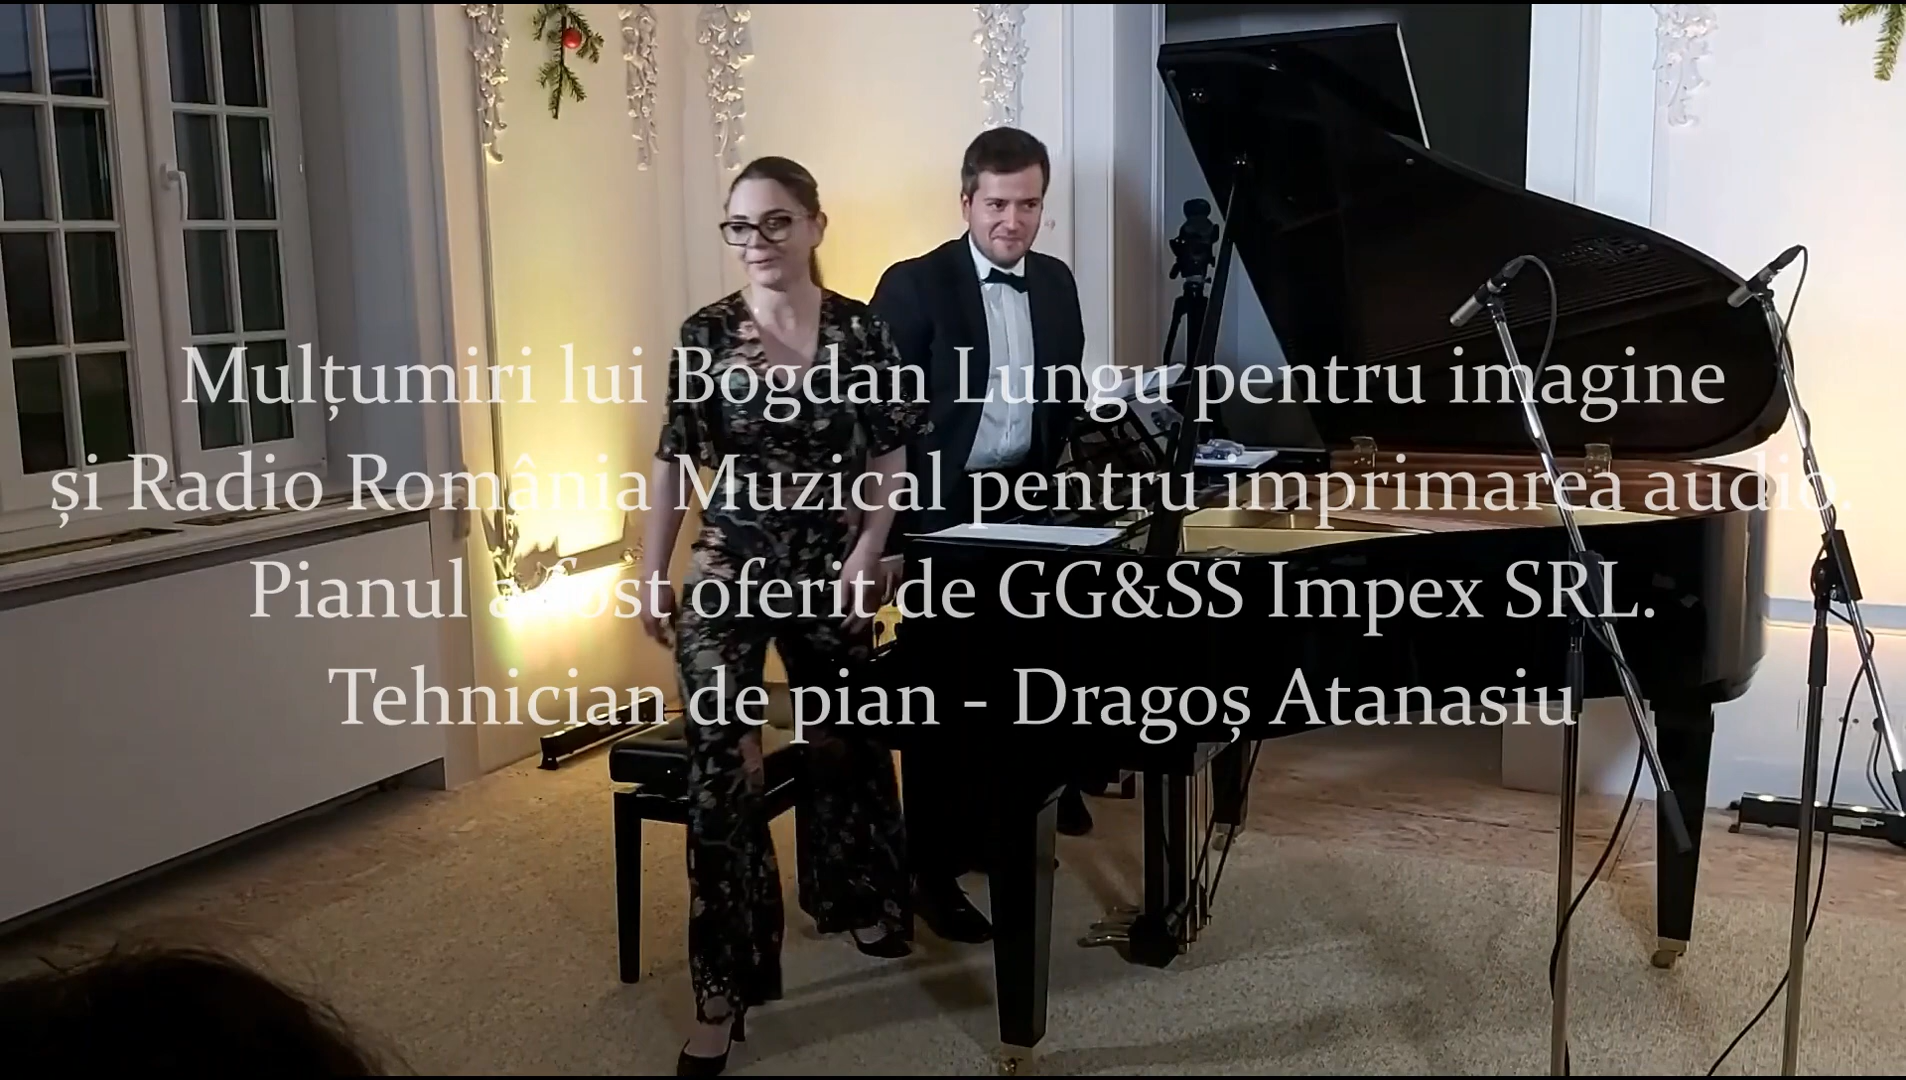 Mulțumiri lui Bogdan Lungu pentru imagine
și Radio România Muzical pentru imprimarea audio.
Pianul a fost oferit de GG&SS Impex SRL.
Tehnician de pian - Dragoș Atanasiu